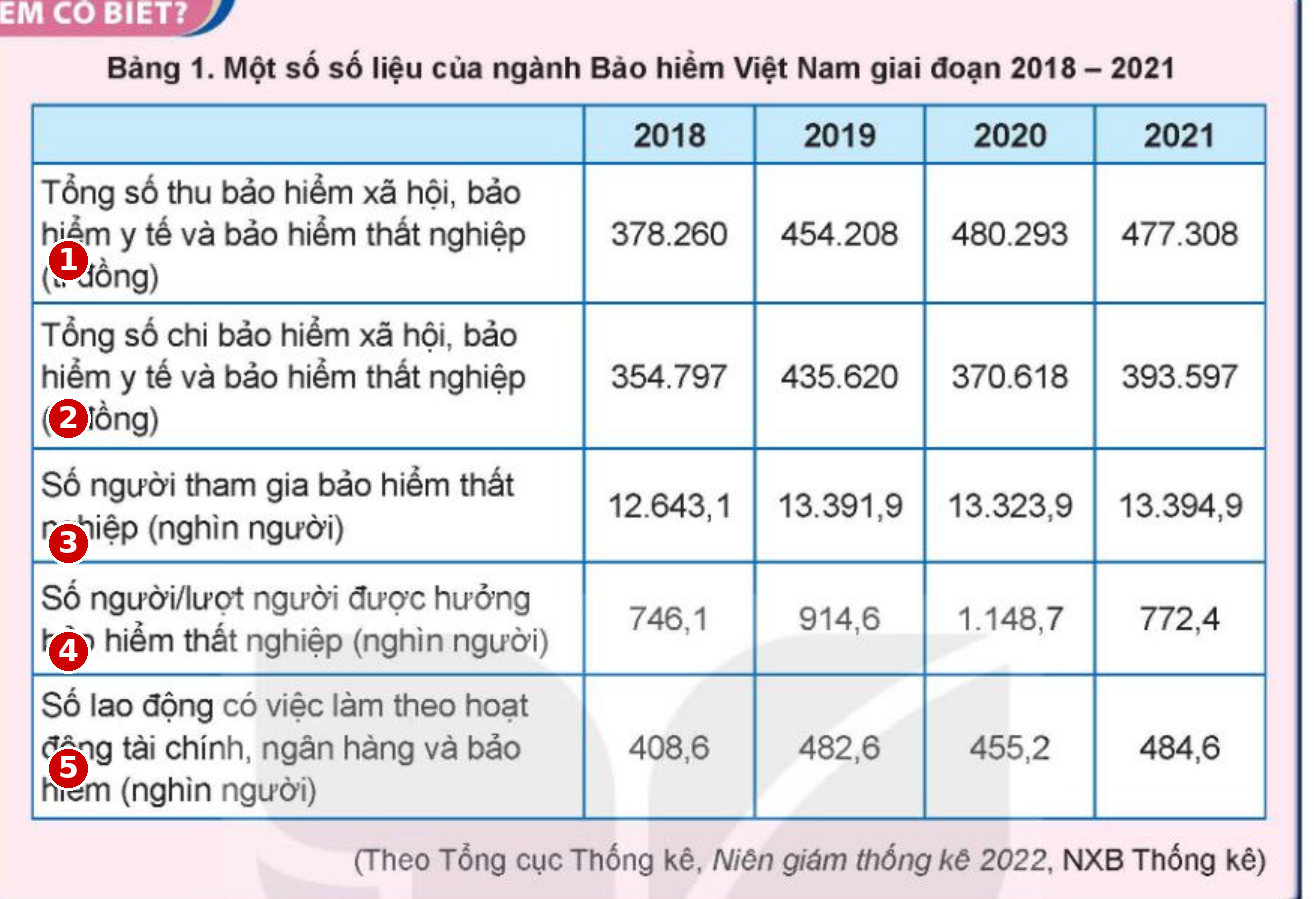 EM CÓ BIẾT?
Bảng 1. Một số số liệu của ngành Bảo hiểm Việt Nam giai đoạn 2018 – 2021
2018 2019 2020 2021
Tổng số thu bảo hiểm xã hội, bảo
hiểm y tế và bảo hiểm thất nghiệp
1 đồng)
378.260 454.208 480.293 477.308
Tổng số chi bảo hiểm xã hội, bảo
hiểm y tế và bảo hiểm thất nghiệp
2 đồng)
354.797 435.620 370.618 393.597
Số người tham gia bảo hiểm thất
3 nghiệp (nghìn người)
12.643,1 13.391,9 13.323,9 13.394,9
Số người/lượt người được hưởng
4 bảo hiểm thất nghiệp (nghìn người)
746,1 914,6 1.148,7 772,4
Số lao động có việc làm theo hoạt
5 động tài chính, ngân hàng và bảo
hiểm (nghìn người)
408,6 482,6 455,2 484,6
(Theo Tổng cục Thống kê, Niên giám thống kê 2022, NXB Thống kê)